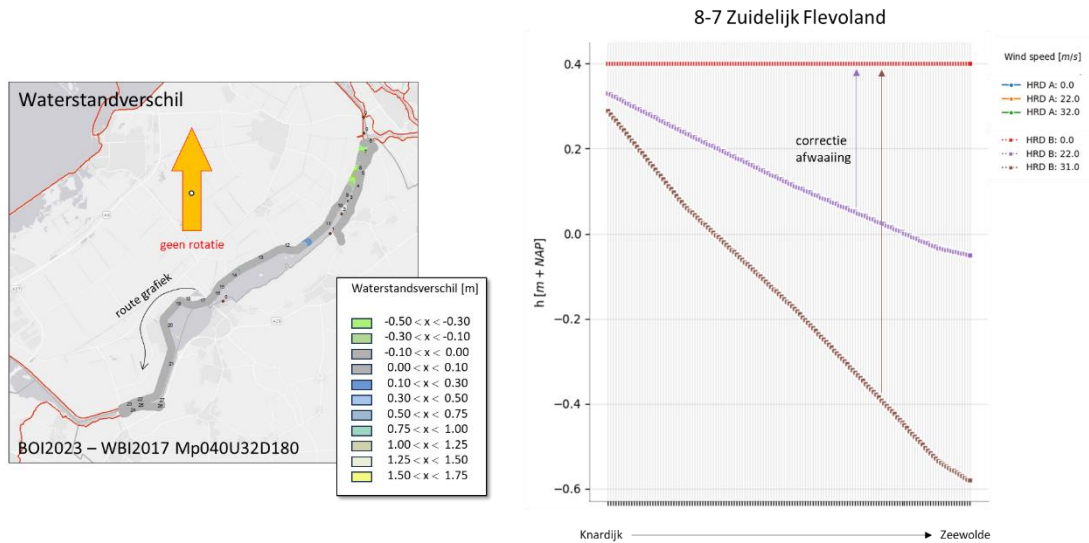 8-7 Zuidelijk Flevoland
Waterstandverschil
geen rotatie
route grafiek
BOI2023 – WBI2017 Mp040U32D180
Waterstandsverschil [m]
-0.50 < x < -0.30
-0.30 < x < -0.10
-0.10 < x < 0.00
0.00 < x < 0.10
0.10 < x < 0.30
0.30 < x < 0.50
0.50 < x < 0.75
0.75 < x < 1.00
1.00 < x < 1.25
1.25 < x < 1.50
1.50 < x < 1.75
h [m + NAP]
0.4
0.2
0.0
−0.2
−0.4
−0.6
correctie
afwaaiing
Knardijk
Zeewolde
Wind speed [m/s]
HRD A: 0.0
HRD A: 22.0
HRD A: 32.0
HRD B: 0.0
HRD B: 22.0
HRD B: 31.0